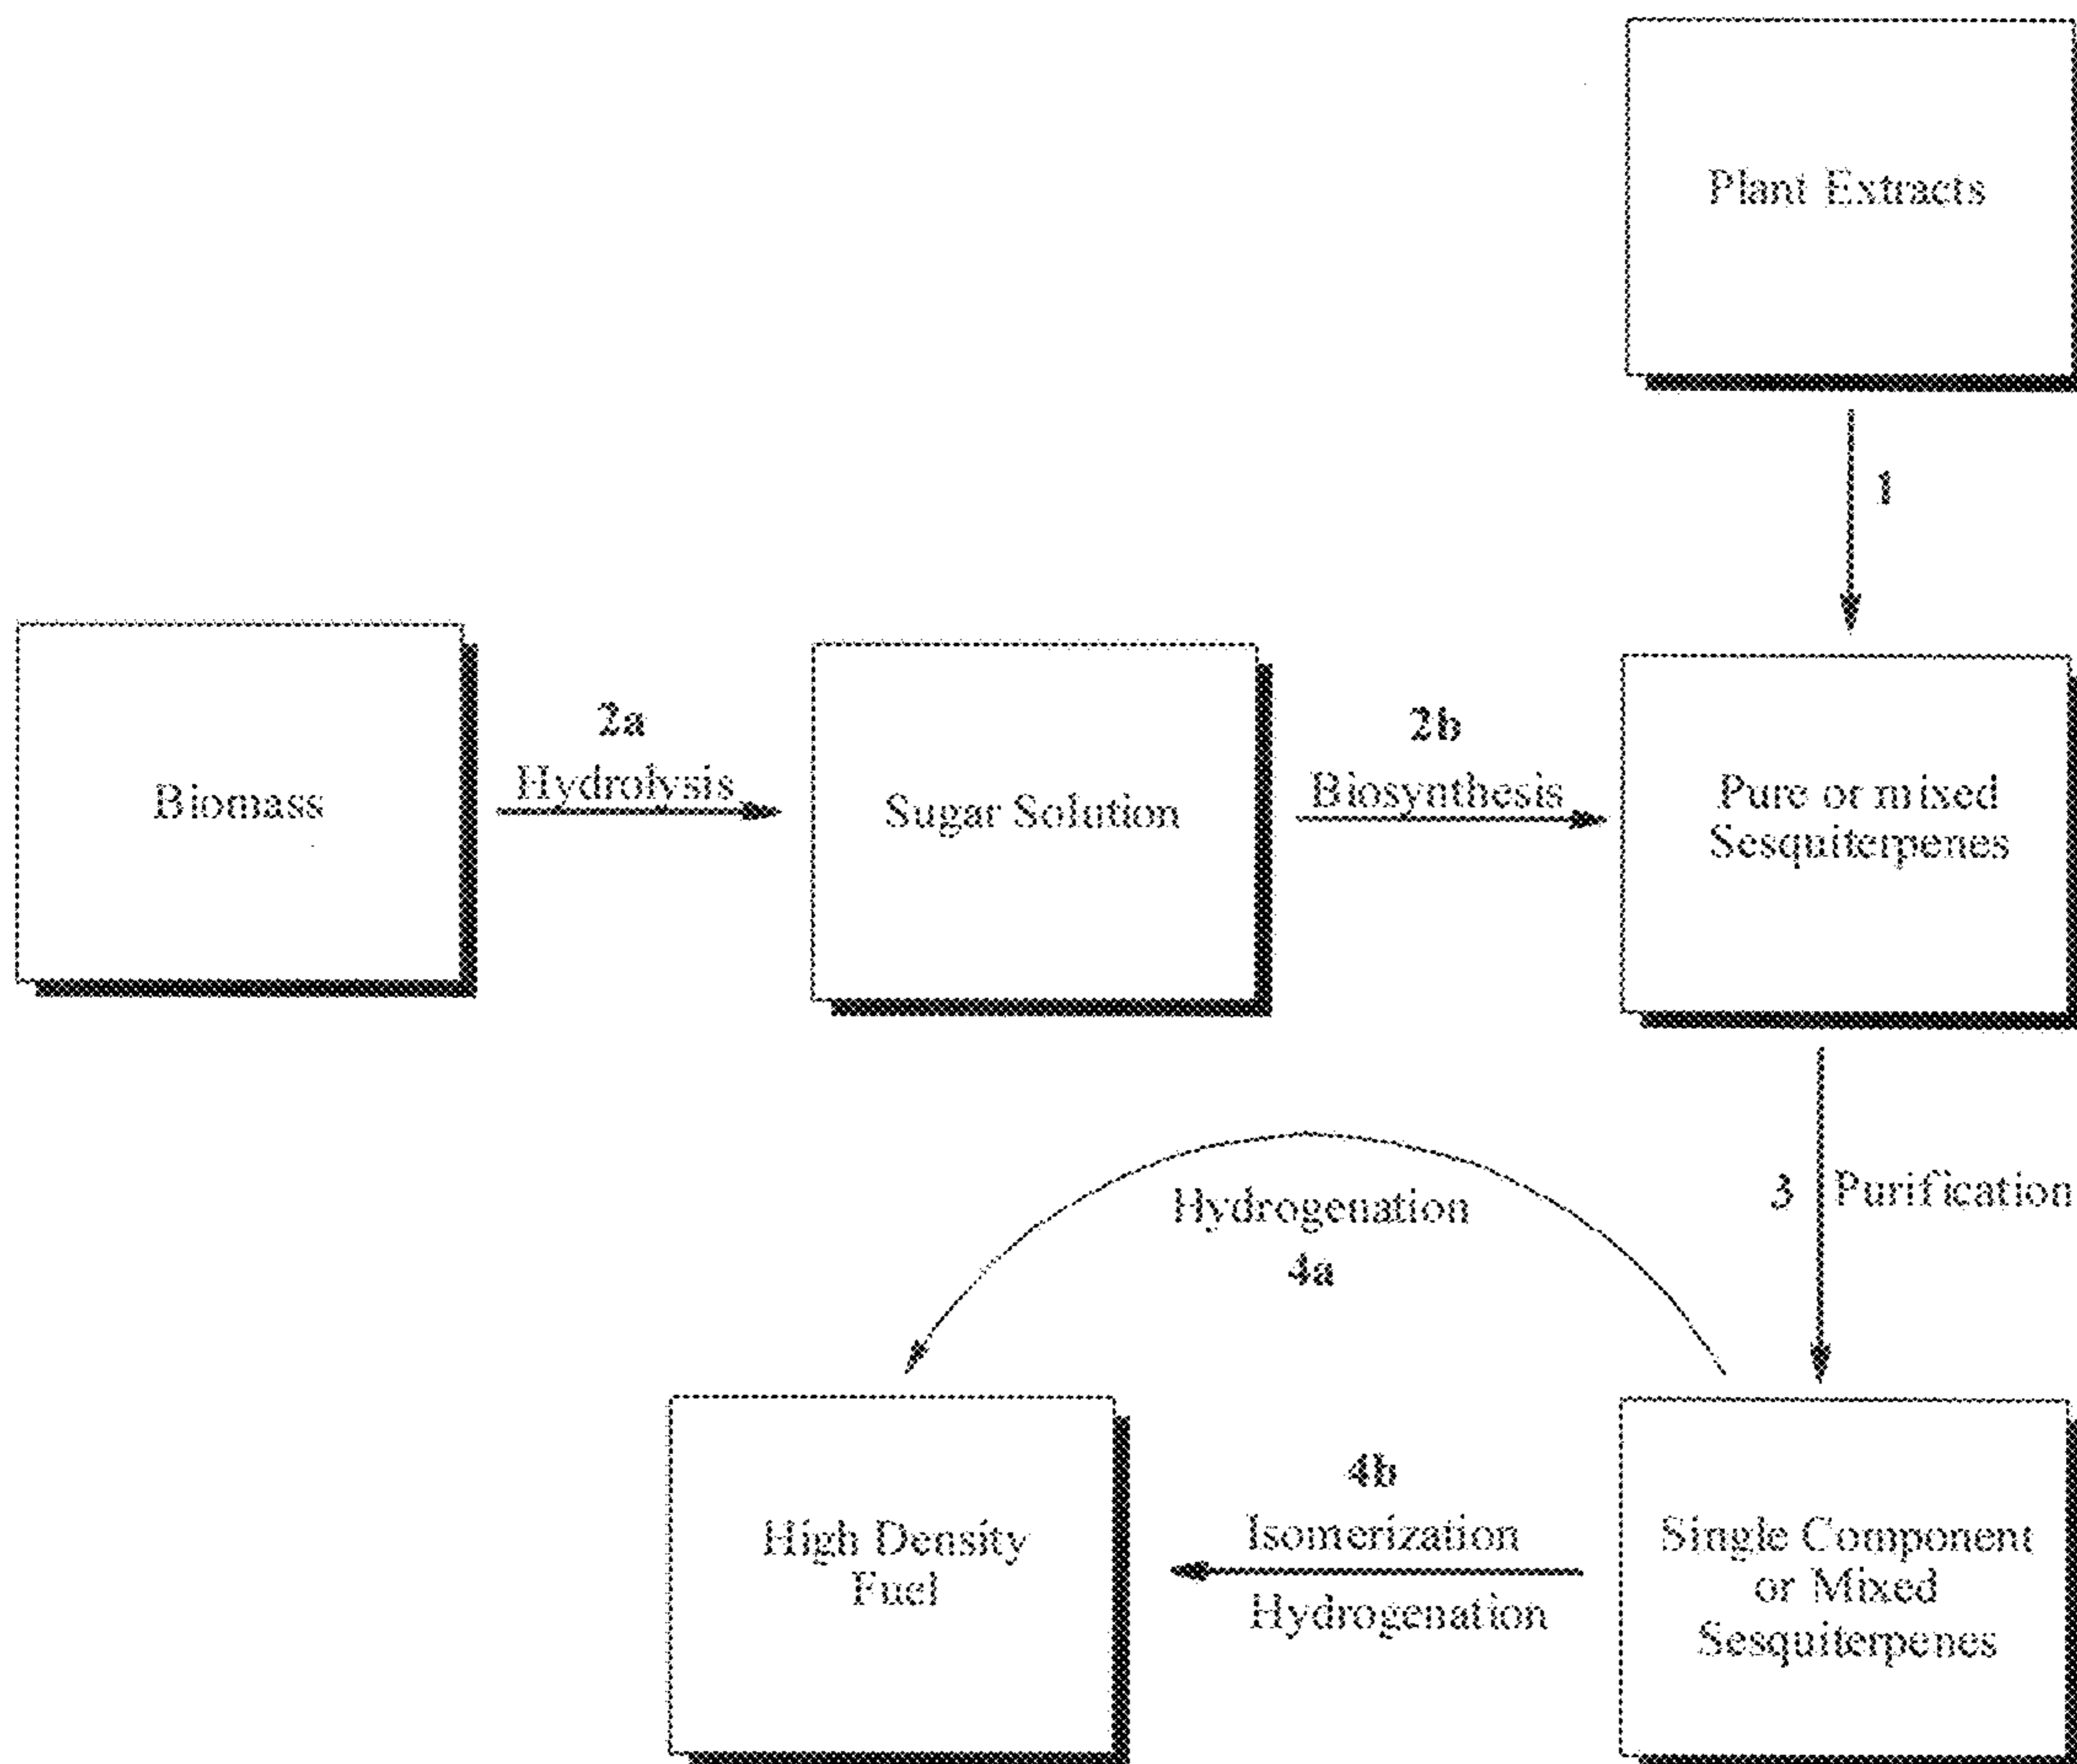 Plant Extracts
1
Biomass
2a
Hydrolysis
Sugar Solution
2b
Biosynthesis
Pure or mixed
Sesquiterpenes
3 Purification
Hydrogenation
4a
High Density
Fuel
4b
Isomerization
Hydrogenation
Single Component
or Mixed
Sesquiterpenes